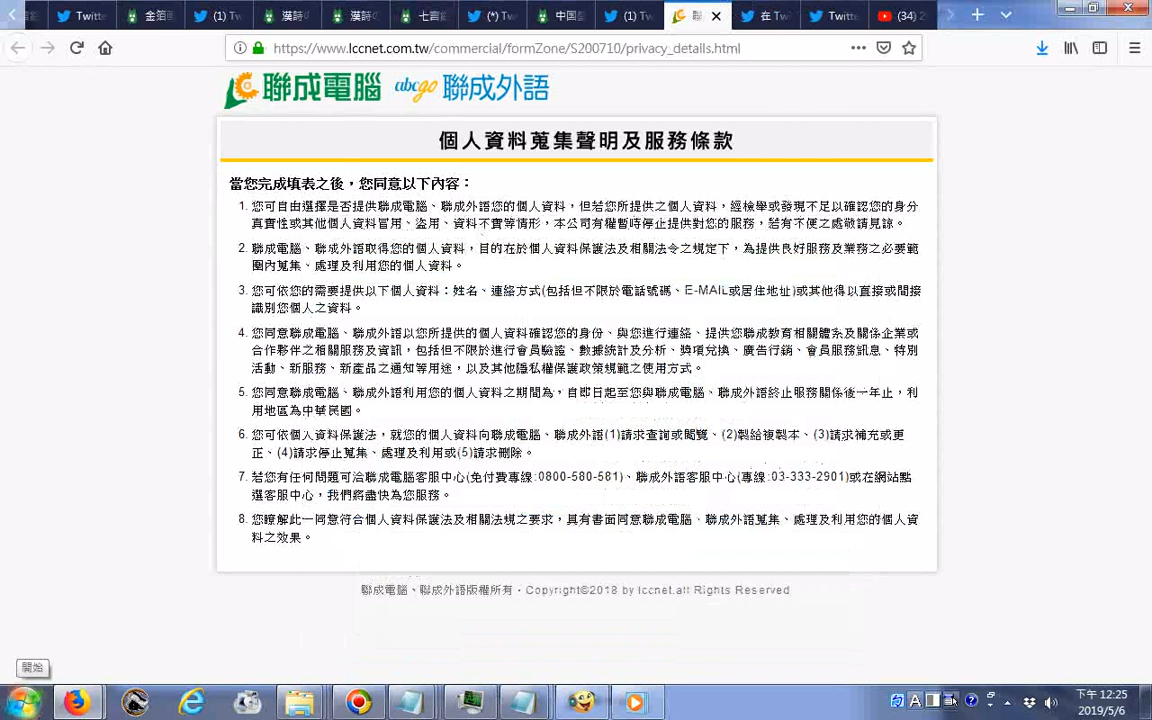 Twitte
金箔
(1) Tw
漢詩
漢詩の
七言
(*) Tw
中国
(1) Tw
在 Tw
Twitte
(34) 2
https://www.lccnet.com.tw/commercial/formZone/S200710/privacy_details.html
聯成電腦 abcgo 聯成外語
個人資料蒐集聲明及服務條款
當您完成填表之後，您同意以下內容：
1. 您可自由選擇是否提供聯成電腦、聯成外語您的個人資料，但若您所提供之個人資料，經檢舉或發現不足以確認您的身分
真實性或其他個人資料冒用、盜用、資料不實等情形，本公司有權暫時停止提供對您的服務，若有不便之處敬請見諒。
2. 聯成電腦、聯成外語取得您的個人資料，目的在於個人資料保護法及相關法令之規定下，為提供良好服務及業務之必要範
圍內蒐集、處理及利用您的個人資料。
3. 您可依您的需要提供以下個人資料：姓名、連絡方式(包括但不限於電話號碼、E-MAIL或居住地址)或其他得以直接或間接
識別您個人之資料。
4. 您同意聯成電腦、聯成外語以您所提供的個人資料確認您的身份、與您進行連絡、提供您聯成教育相關體系及關係企業或
合作夥伴之相關服務及資訊，包括但不限於進行會員驗證、數據統計及分析、獎項兌換、廣告行銷、會員服務訊息、特別
活動、新服務、新產品之通知等用途，以及其他隱私權保護政策規範之使用方式。
5. 您同意聯成電腦、聯成外語利用您的個人資料之期間為，自即日起至您與聯成電腦、聯成外語終止服務關係後一年止，利
用地區為中華民國。
6. 您可依個人資料保護法，就您的個人資料向聯成電腦、聯成外語(1)請求查詢或閱覽、(2)製給複製本、(3)請求補充或更
正、(4)請求停止蒐集、處理及利用或(5)請求刪除。
7. 若您有任何問題可洽聯成電腦客服中心(免付費專線:0800-580-581)、聯成外語客服中心(專線:03-333-2901)或在網站點
選客服中心，我們將盡快為您服務。
8. 您瞭解此一同意符合個人資料保護法及相關法規之要求，具有書面同意聯成電腦、聯成外語蒐集、處理及利用您的個人資
料之效果。
聯成電腦、聯成外語版權所有‧Copyright©2018 by lccnet.all Rights Reserved
開始
下午 12:25
2019/5/6